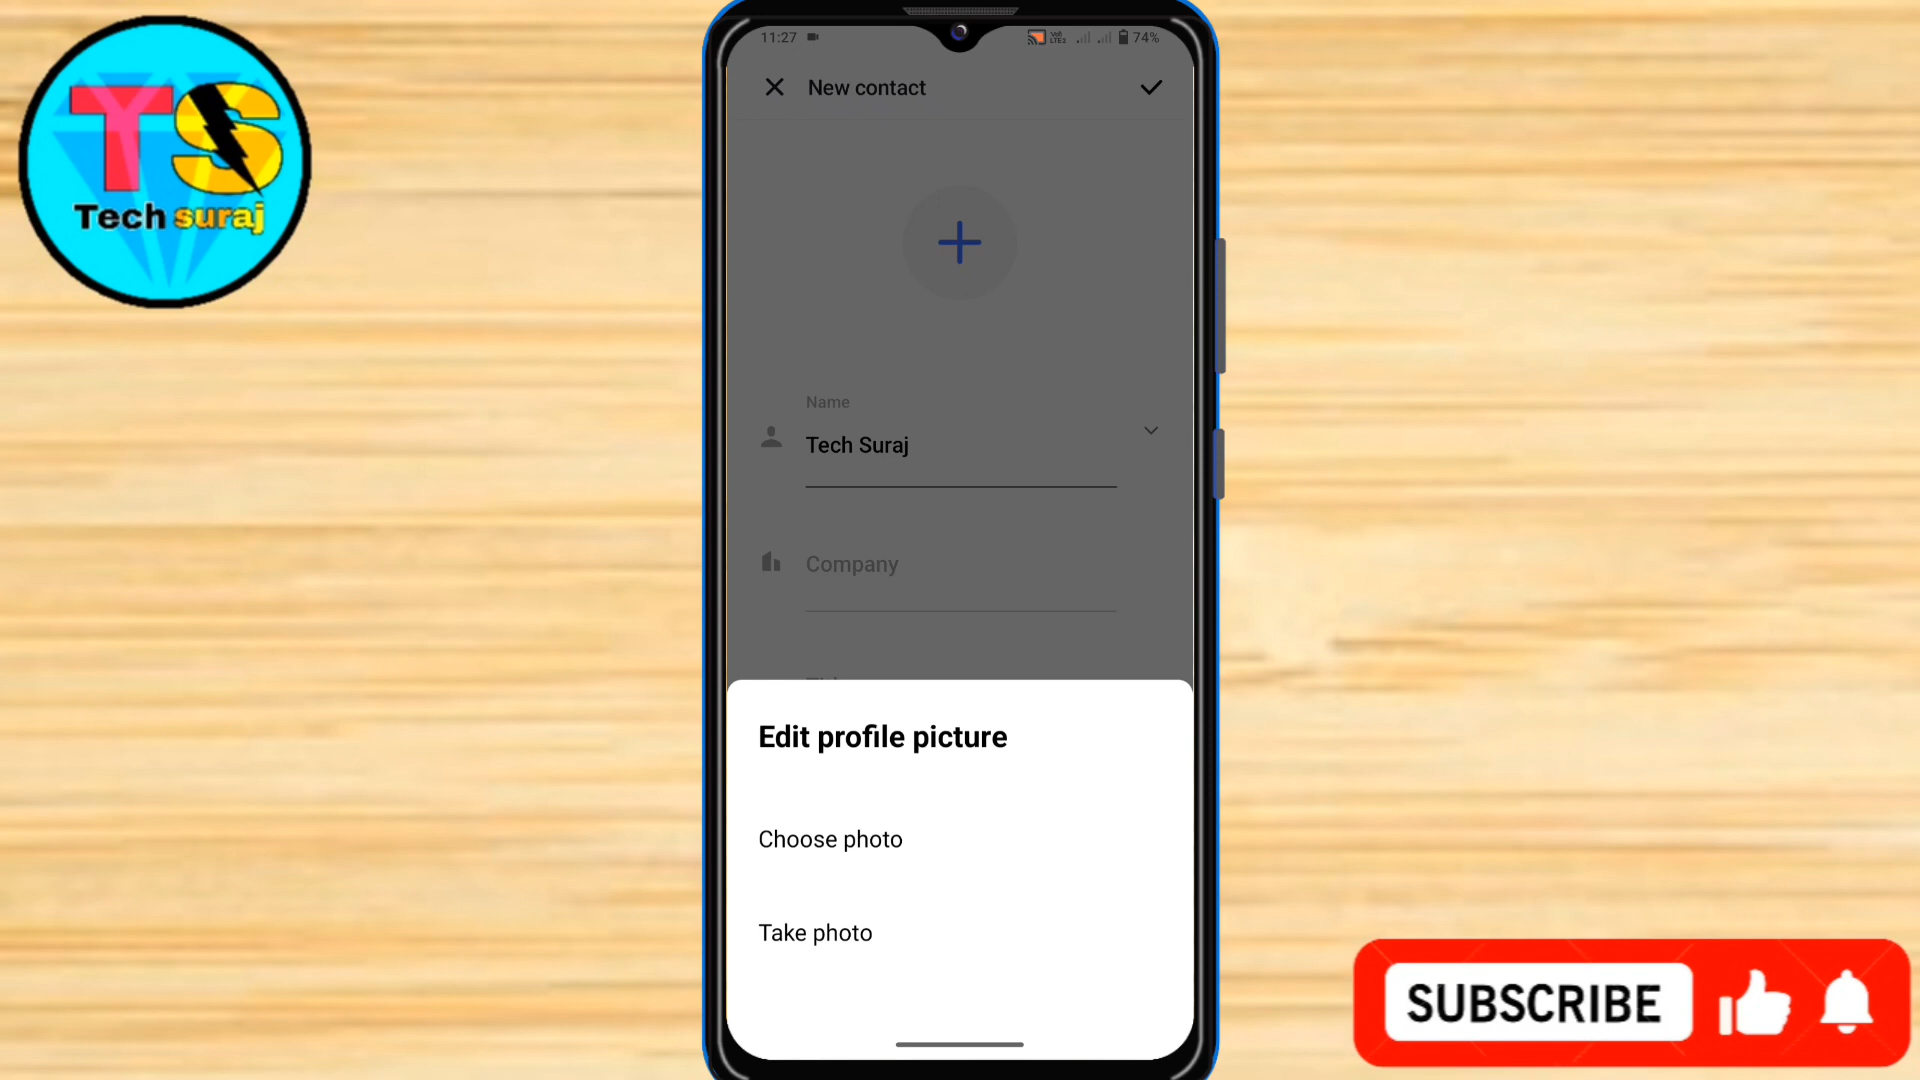 TS
Tech suraj
11:27
74%
New contact
Name
Tech Suraj
Company
Edit profile picture
Choose photo
Take photo
SUBSCRIBE